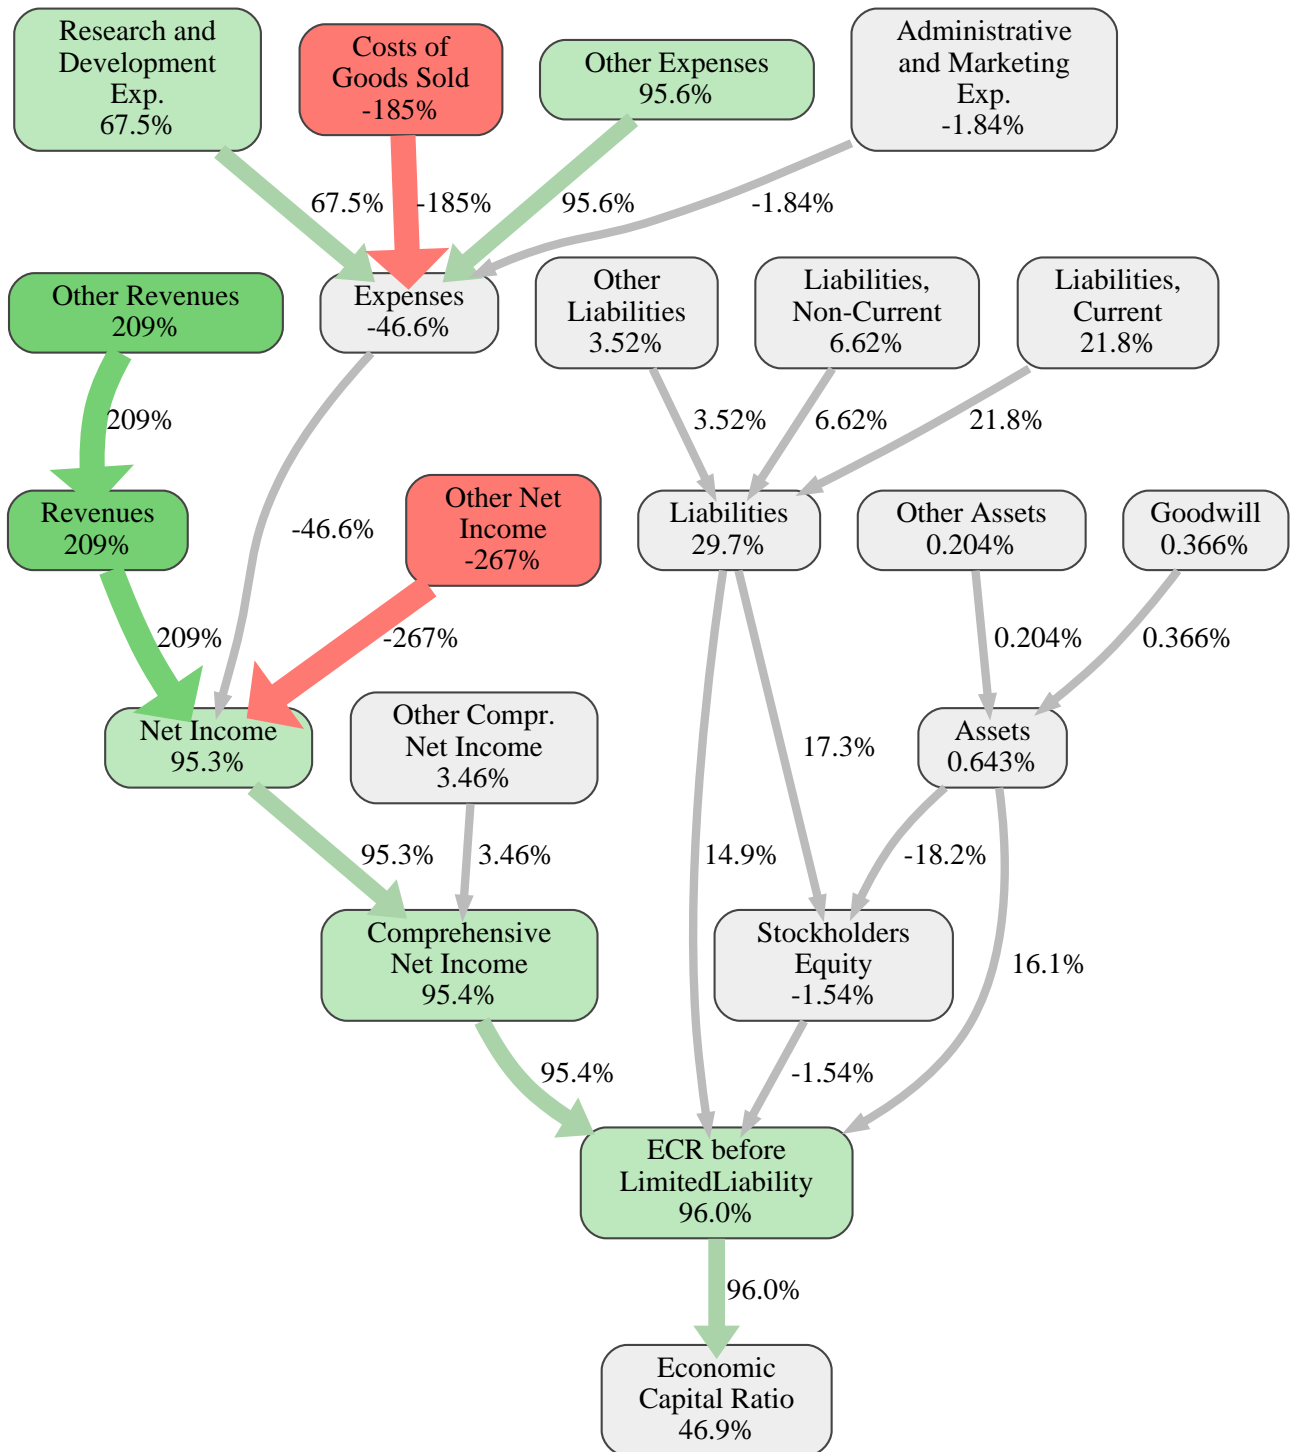 Research and
Development
Exp.
67.5%
Costs of
Goods Sold
-185%
Other Expenses
95.6%
Administrative
and Marketing
Exp.
-1.84%
67.5%
-185%
95.6%
-1.84%
Other Revenues
209%
Expenses
-46.6%
Other
Liabilities
3.52%
Liabilities,
Non-Current
6.62%
Liabilities,
Current
21.8%
209%
3.52%
6.62%
21.8%
Revenues
209%
-46.6%
Other Net
Income
-267%
Liabilities
29.7%
Other Assets
0.204%
Goodwill
0.366%
209%
-267%
0.204%
0.366%
Net Income
95.3%
Other Compr.
Net Income
3.46%
17.3%
Assets
0.643%
95.3%
3.46%
14.9%
-18.2%
Comprehensive
Net Income
95.4%
Stockholders
Equity
-1.54%
16.1%
95.4%
-1.54%
ECR before
LimitedLiability
96.0%
96.0%
Economic
Capital Ratio
46.9%